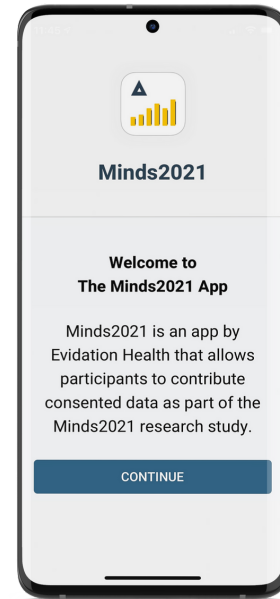 Minds2021
Welcome to
The Minds2021 App
Minds2021 is an app by
Evidation Health that allows
participants to contribute
consented data as part of the
Minds2021 research study.
CONTINUE